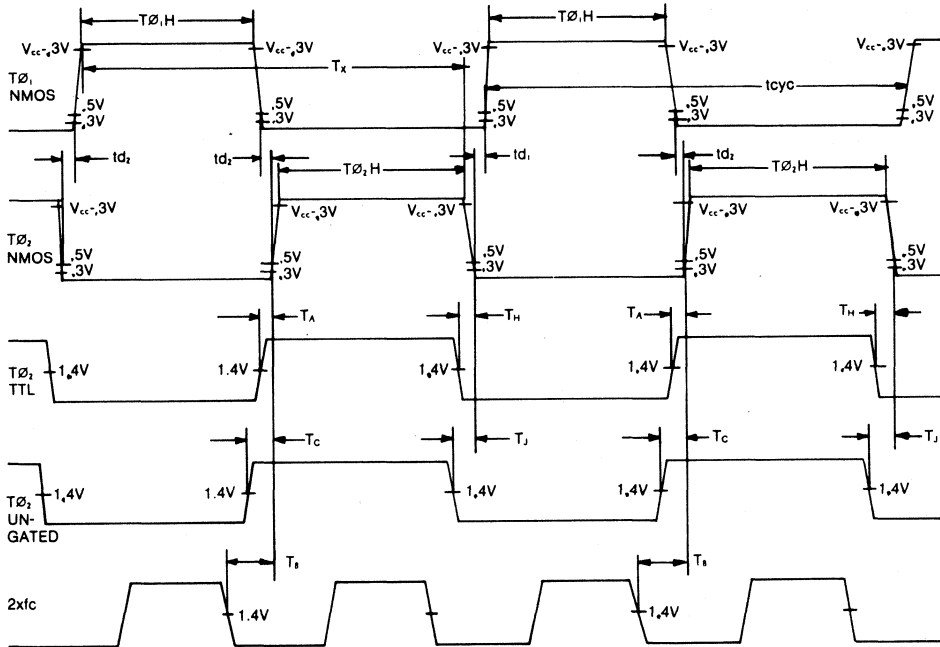 TØ₁H TØ₁H
Vcc-.3V Vcc-.3V Vcc-.3V Vcc-.3V Vcc-.3V
Tx
tcyc
TØ₁
NMOS
.5V .5V .5V .5V .5V
.3V .3V .3V .3V .3V
td₂ td₂ td₁ td₂
TØ₂H TØ₂H
Vcc-.3V Vcc-.3V Vcc-.3V Vcc-.3V Vcc-.3V
TØ₂
NMOS
.5V .5V .5V .5V .5V
.3V .3V .3V .3V .3V
TA TH TA TH
TØ₂
TTL
1.4V 1.4V 1.4V 1.4V 1.4V
TC TJ TC TJ
TØ₂
UN-
GATED
1.4V 1.4V 1.4V 1.4V 1.4V
TB TB
2xfc
1.4V 1.4V